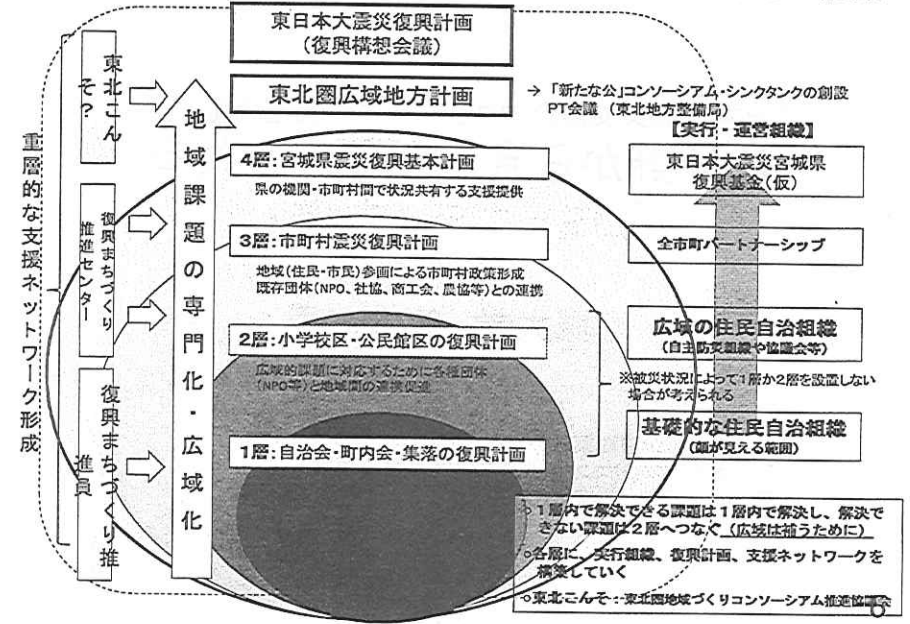 東日本大震災復興計画
(復興構想会議)
東北圏広域地方計画
→「新たな公」コンソーシアム・シンクタンクの創設
PT会議 (東北地方整備局)
【実行・運営組織】
重層的な支援ネットワーク形成
東北こん
そ?
復興まちづくり
推進センター
復興まちづくり推
進員
地域課題の専門化・広域化
4層:宮城県震災復興基本計画
県の機関・市町村間で状況共有する支援提供
3層:市町村震災復興計画
地域(住民・市民)参画による市町村政策形成
既存団体(NPO、社協、商工会、農協等)との連携
2層:小学校区・公民館区の復興計画
広域的課題に対応するために各種団体
(NPO等)と地域間の連携促進
1層:自治会・町内会・集落の復興計画
東日本大震災宮城県
復興基金(仮)
全市町パートナーシップ
広域の住民自治組織
(自主防災組織や協議会等)
※被災状況によって1層か2層を設置しない
場合が考えられる
基礎的な住民自治組織
(顔が見える範囲)
○1層内で解決できる課題は1層内で解決し、解決で
きない課題は2層へつなぐ(広域は補うために)
○各層に、実行組織、復興計画、支援ネットワークを
構築していく
○東北こんそ:東北圏地域づくりコンソーシアム推進協議会